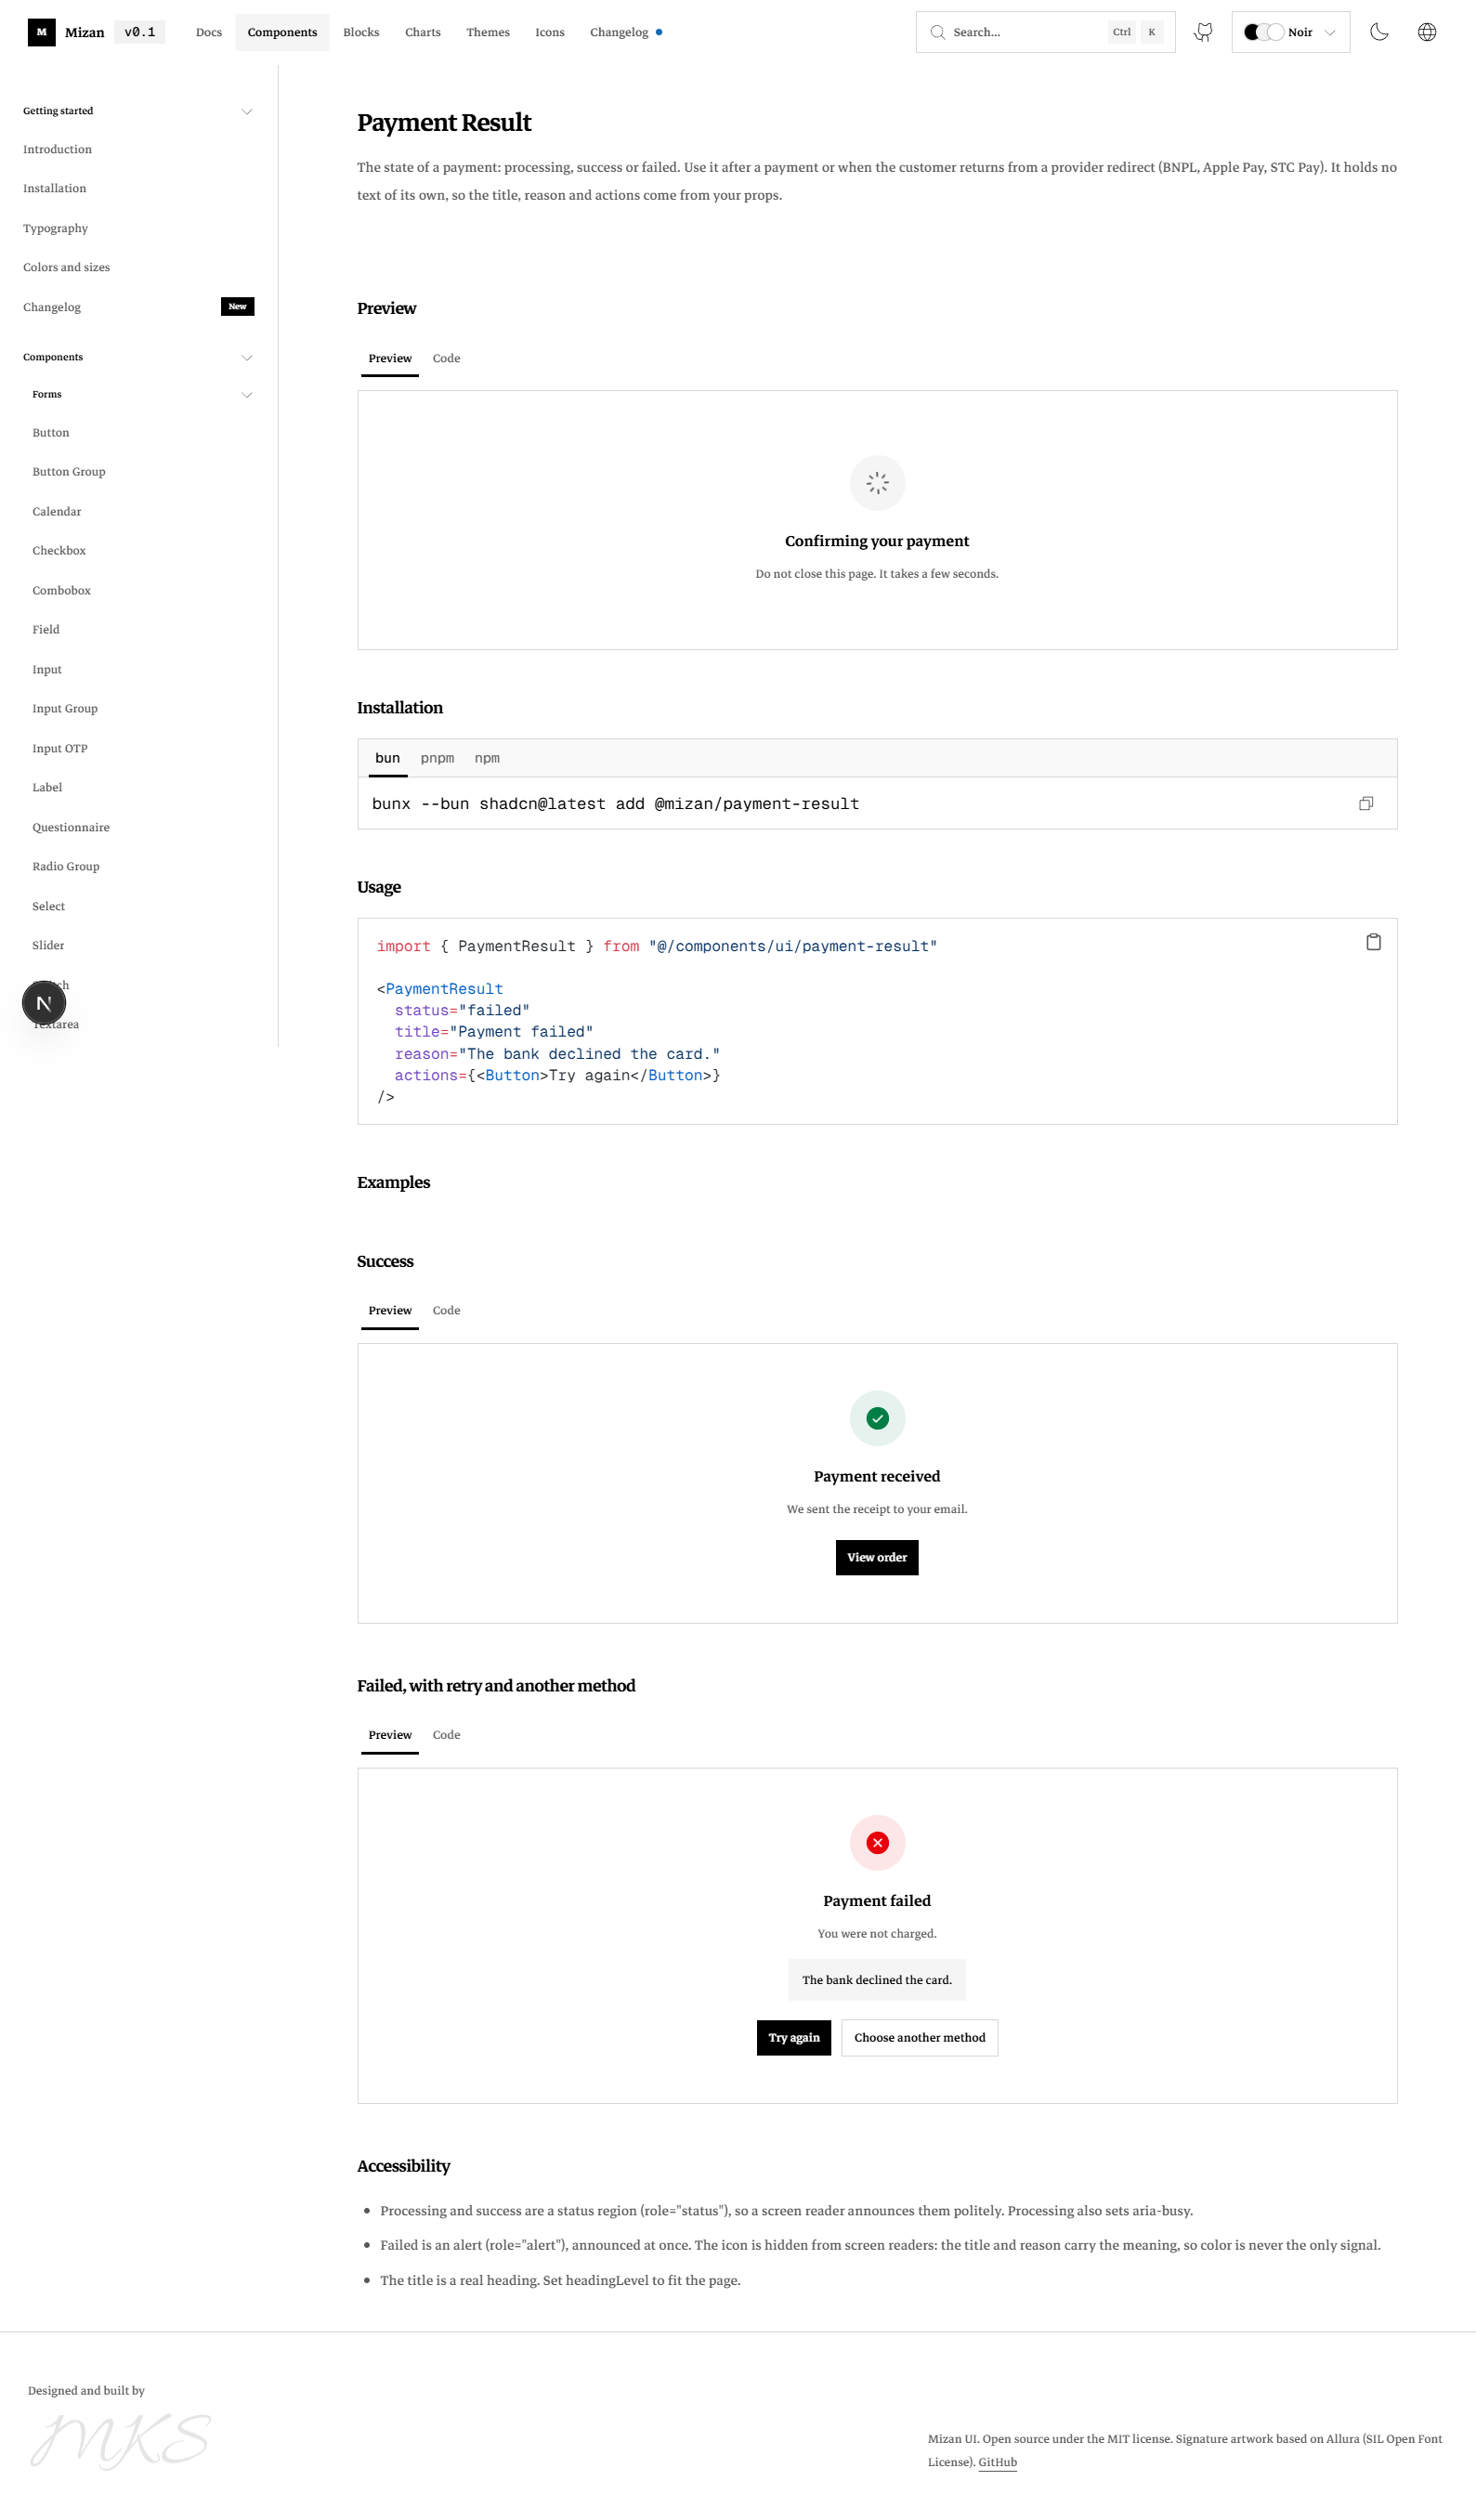 M Mizan v0.1 Docs Components Blocks Charts Themes Icons Changelog Search... Ctrl K Noir
Getting started
Introduction
Installation
Typography
Colors and sizes
Changelog New
Components
Forms
Button
Button Group
Calendar
Checkbox
Combobox
Field
Input
Input Group
Input OTP
Label
Questionnaire
Radio Group
Select
Slider
N
Textarea
Payment Result
The state of a payment: processing, success or failed. Use it after a payment or when the customer returns from a provider redirect (BNPL, Apple Pay, STC Pay). It holds no
text of its own, so the title, reason and actions come from your props.
Preview
Preview Code
Confirming your payment
Do not close this page. It takes a few seconds.
Installation
bun pnpm npm
bunx --bun shadcn@latest add @mizan/payment-result
Usage
import { PaymentResult } from "@/components/ui/payment-result"
<PaymentResult
status="failed"
title="Payment failed"
reason="The bank declined the card."
actions={<Button>Try again</Button>}
/>
Examples
Success
Preview Code
Payment received
We sent the receipt to your email.
View order
Failed, with retry and another method
Preview Code
Payment failed
You were not charged.
The bank declined the card.
Try again Choose another method
Accessibility
Processing and success are a status region (role="status"), so a screen reader announces them politely. Processing also sets aria-busy.
Failed is an alert (role="alert"), announced at once. The icon is hidden from screen readers: the title and reason carry the meaning, so color is never the only signal.
The title is a real heading. Set headingLevel to fit the page.
Designed and built by
MKS
Mizan UI. Open source under the MIT license. Signature artwork based on Allura (SIL Open Font
License). GitHub